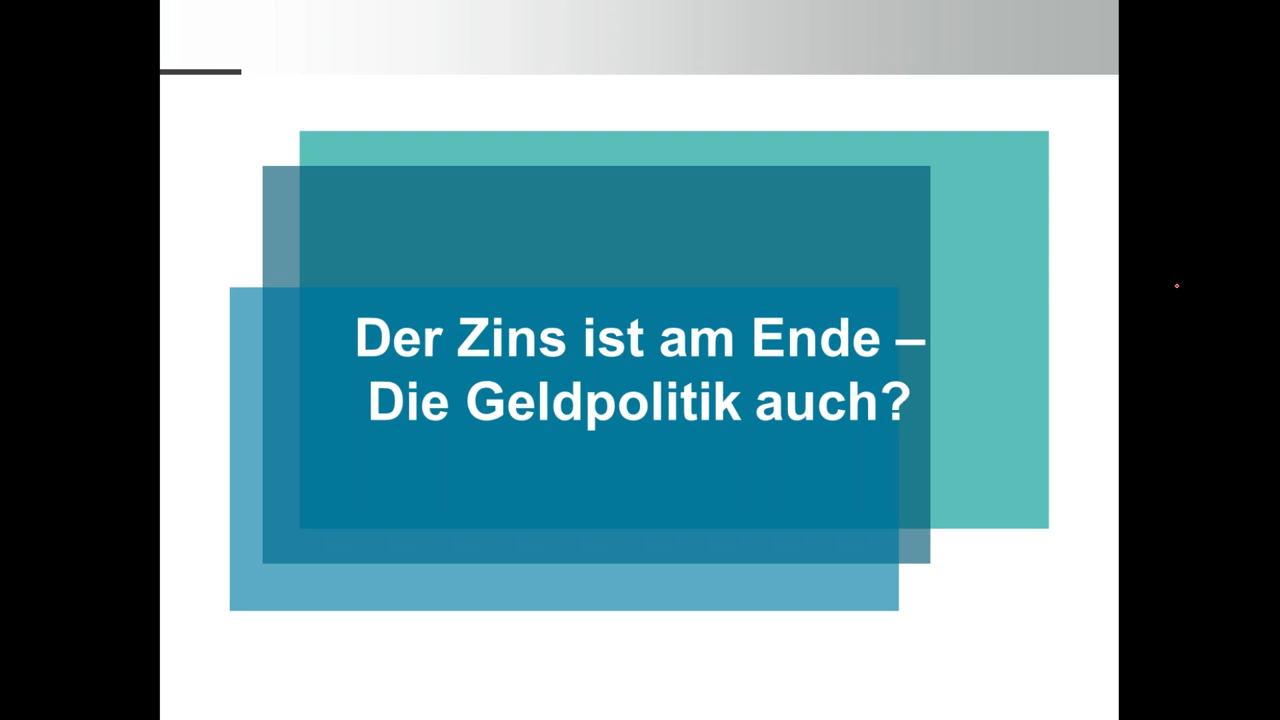 Der Zins ist am Ende –
Die Geldpolitik auch?